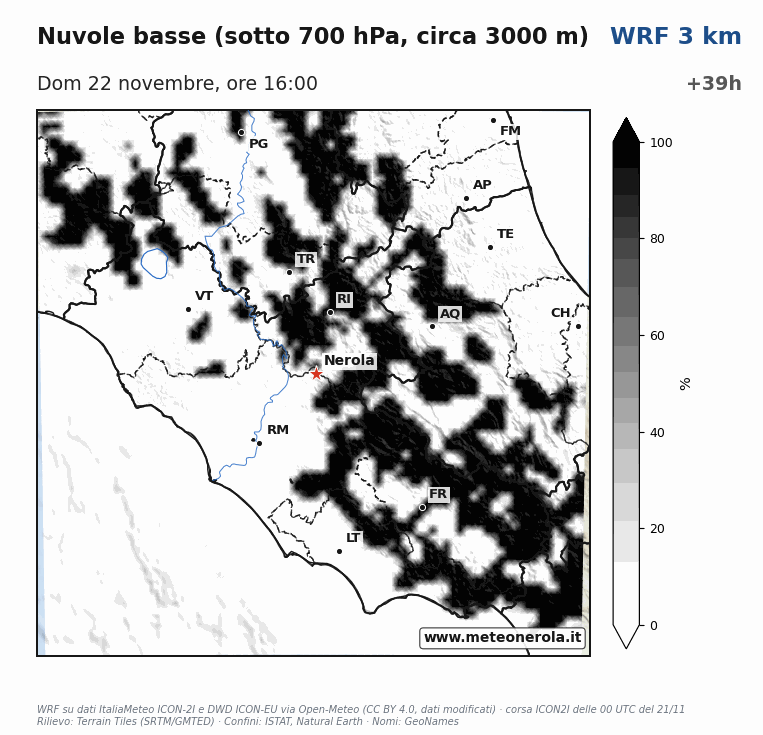 Nuvole basse (sotto 700 hPa, circa 3000 m) WRF 3 km
Dom 22 novembre, ore 16:00 +39h
FM
PG
AP
TE
TR
VT
RI
AQ
CH
Nerola
RM
FR
LT
www.meteonerola.it
100
80
60
40
20
0
%
WRF su dati ItaliaMeteo ICON-2I e DWD ICON-EU via Open-Meteo (CC BY 4.0, dati modificati) · corsa ICON2I delle 00 UTC del 21/11
Rilievo: Terrain Tiles (SRTM/GMTED) · Confini: ISTAT, Natural Earth · Nomi: GeoNames